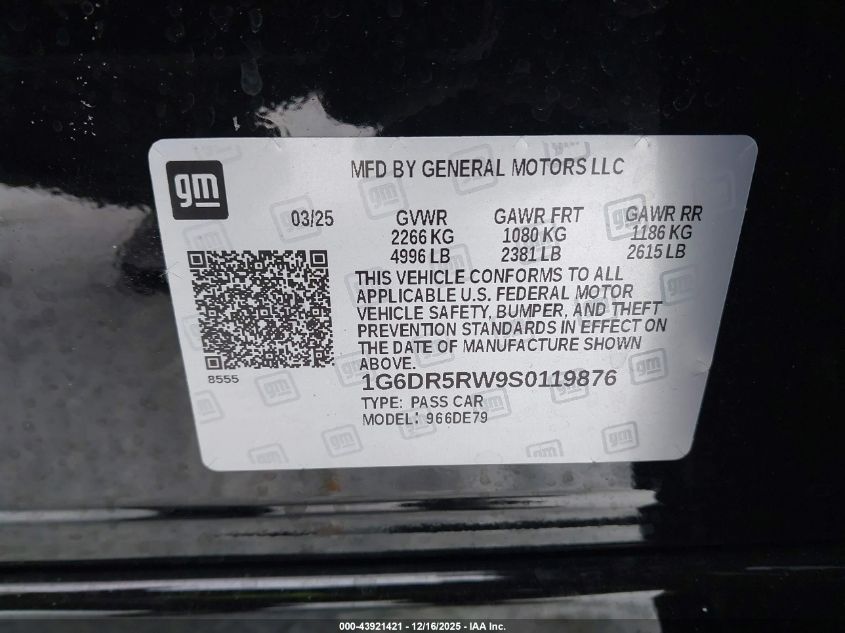 gm
MFD BY GENERAL MOTORS LLC
03/25
GVWR GAWR FRT GAWR RR
2266 KG 1080 KG 1186 KG
4996 LB 2381 LB 2615 LB
THIS VEHICLE CONFORMS TO ALL
APPLICABLE U.S. FEDERAL MOTOR
VEHICLE SAFETY, BUMPER, AND THEFT
PREVENTION STANDARDS IN EFFECT ON
THE DATE OF MANUFACTURE SHOWN
ABOVE.
8555
1G6DR5RW9S0119876
TYPE: PASS CAR
MODEL: 966DE79
000-43921421 - 12/16/2025 - IAA Inc.